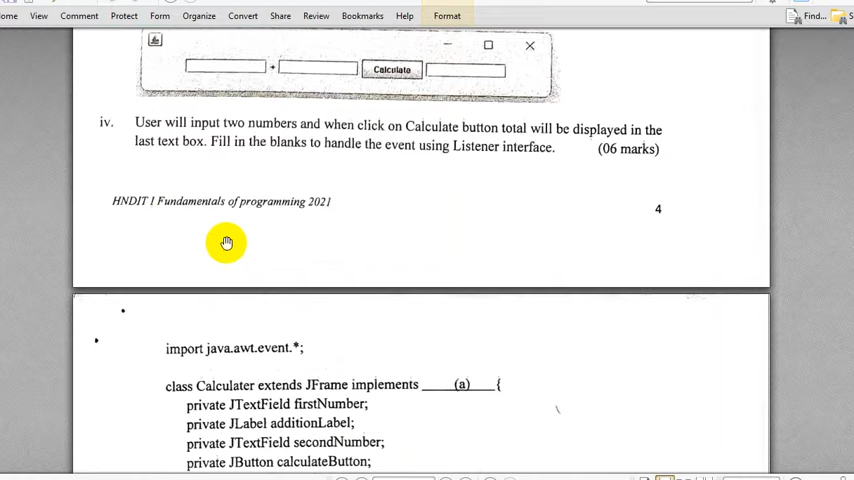 ome View Comment Protect Form Organize Convert Share Review Bookmarks Help Format Find...
+ Calculate
iv. User will input two numbers and when click on Calculate button total will be displayed in the
last text box. Fill in the blanks to handle the event using Listener interface. (06 marks)
HNDIT I Fundamentals of programming 2021
4
import java.awt.event.*;
class Calculater extends JFrame implements ____(a)____{
private JTextField firstNumber;
private JLabel additionLabel;
private JTextField secondNumber;
private JButton calculateButton;